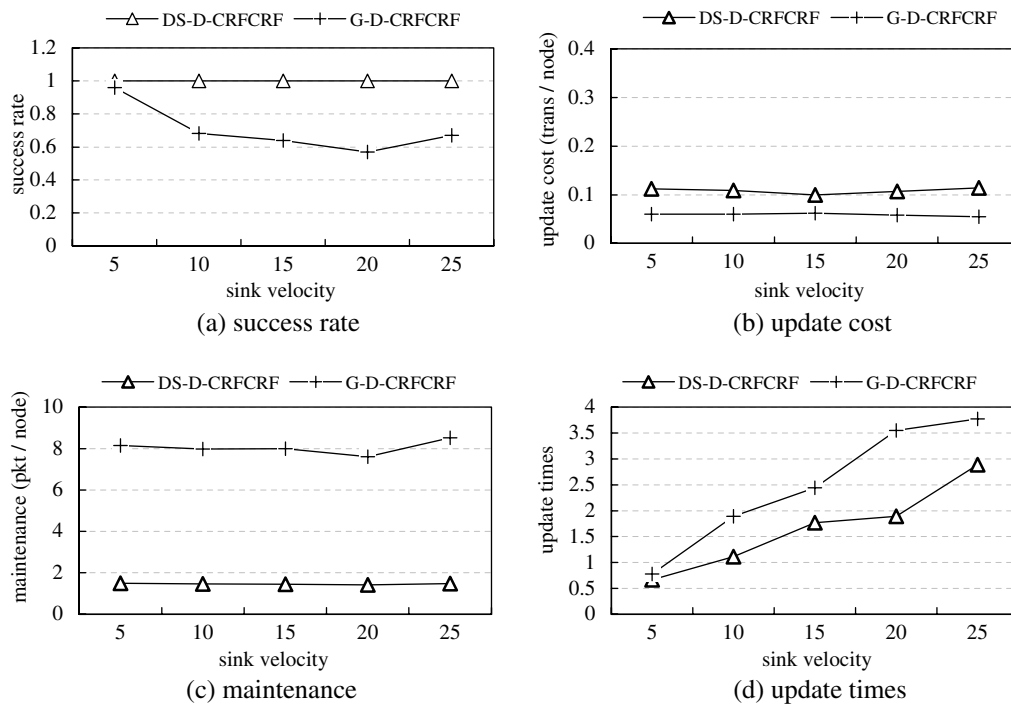 DS-D-CRFCRF G-D-CRFCRF
success rate
1.2
1
0.8
0.6
0.4
0.2
0
5 10 15 20 25
sink velocity
(a) success rate
DS-D-CRFCRF G-D-CRFCRF
update cost (trans / node)
0.4
0.3
0.2
0.1
0
5 10 15 20 25
sink velocity
(b) update cost
DS-D-CRFCRF G-D-CRFCRF
maintenance (pkt / node)
10
8
6
4
2
0
5 10 15 20 25
sink velocity
(c) maintenance
DS-D-CRFCRF G-D-CRFCRF
update times
4
3.5
3
2.5
2
1.5
1
0.5
0
5 10 15 20 25
sink velocity
(d) update times